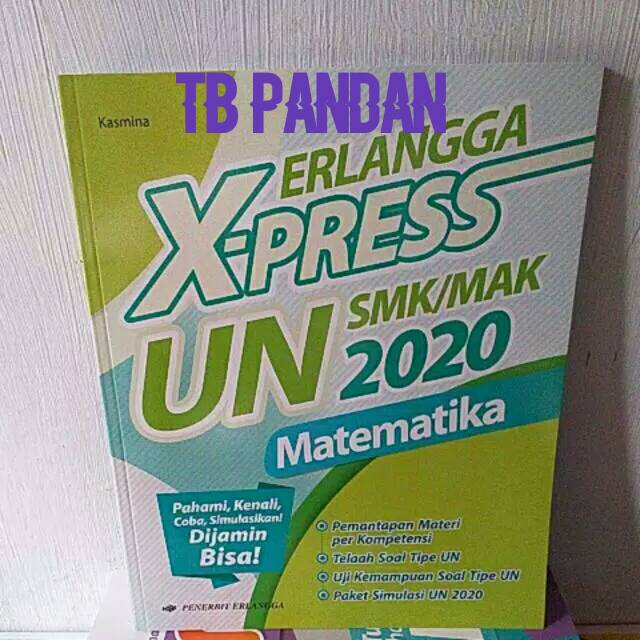 TB PANDAN
Kasmina
ERLANGGA
X-PRESS
UN SMK/MAK
2020
Matematika
Pahami, Kenali,
Coba, Simulasikan!
Dijamin
Bisa!
Pemantapan Materi
per Kompetensi
Telaah Soal Tipe UN
Uji Kemampuan Soal Tipe UN
Paket Simulasi UN 2020
PENERBIT ERLANGGA